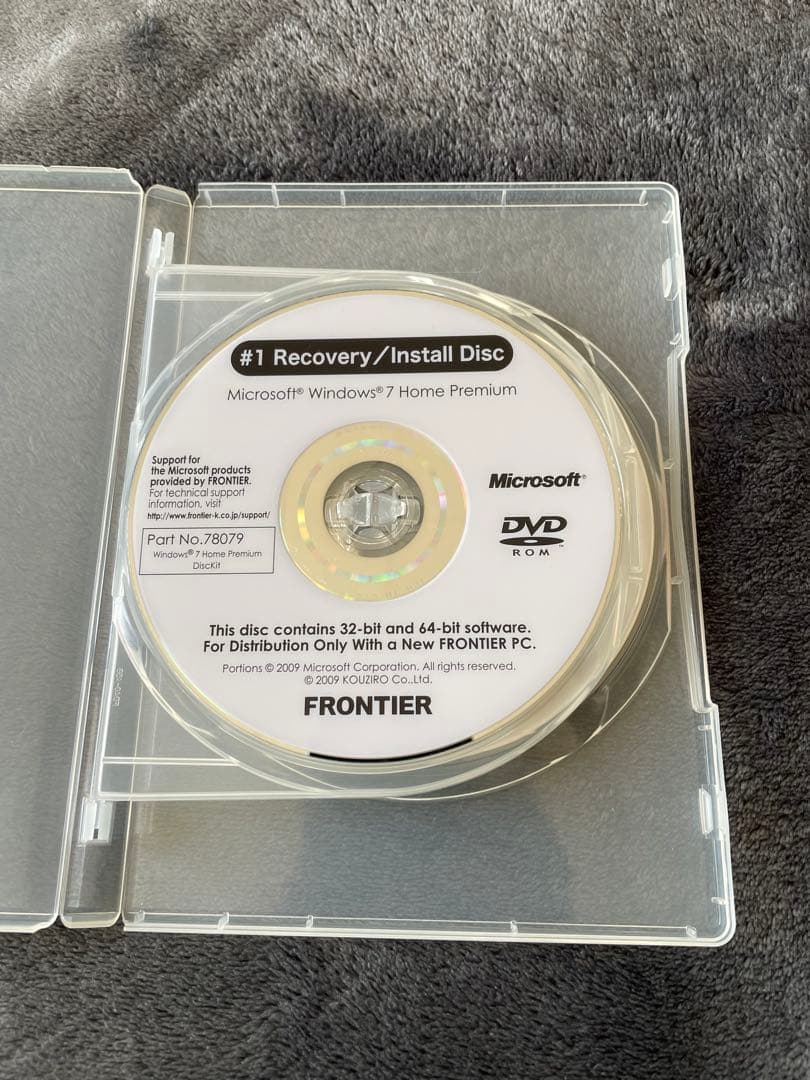 #1 Recovery/Install Disc
Microsoft® Windows® 7 Home Premium
Support for
the Microsoft products
provided by FRONTIER.
For technical support
information, visit
http://www.frontier-k.co.jp/support/
Microsoft®
DVD™
ROM
Part No.78079
Windows® 7 Home Premium
DiscKit
This disc contains 32-bit and 64-bit software.
For Distribution Only With a New FRONTIER PC.
Portions © 2009 Microsoft Corporation. All rights reserved.
© 2009 KOUZIRO Co.,Ltd.
FRONTIER